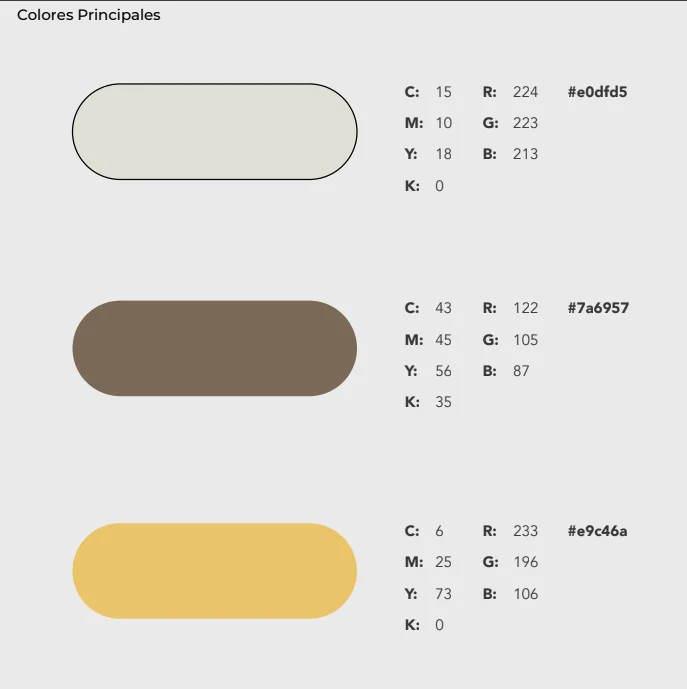 Colores Principales
C: 15 R: 224 #e0dfd5
M: 10 G: 223
Y: 18 B: 213
K: 0
C: 43 R: 122 #7a6957
M: 45 G: 105
Y: 56 B: 87
K: 35
C: 6 R: 233 #e9c46a
M: 25 G: 196
Y: 73 B: 106
K: 0